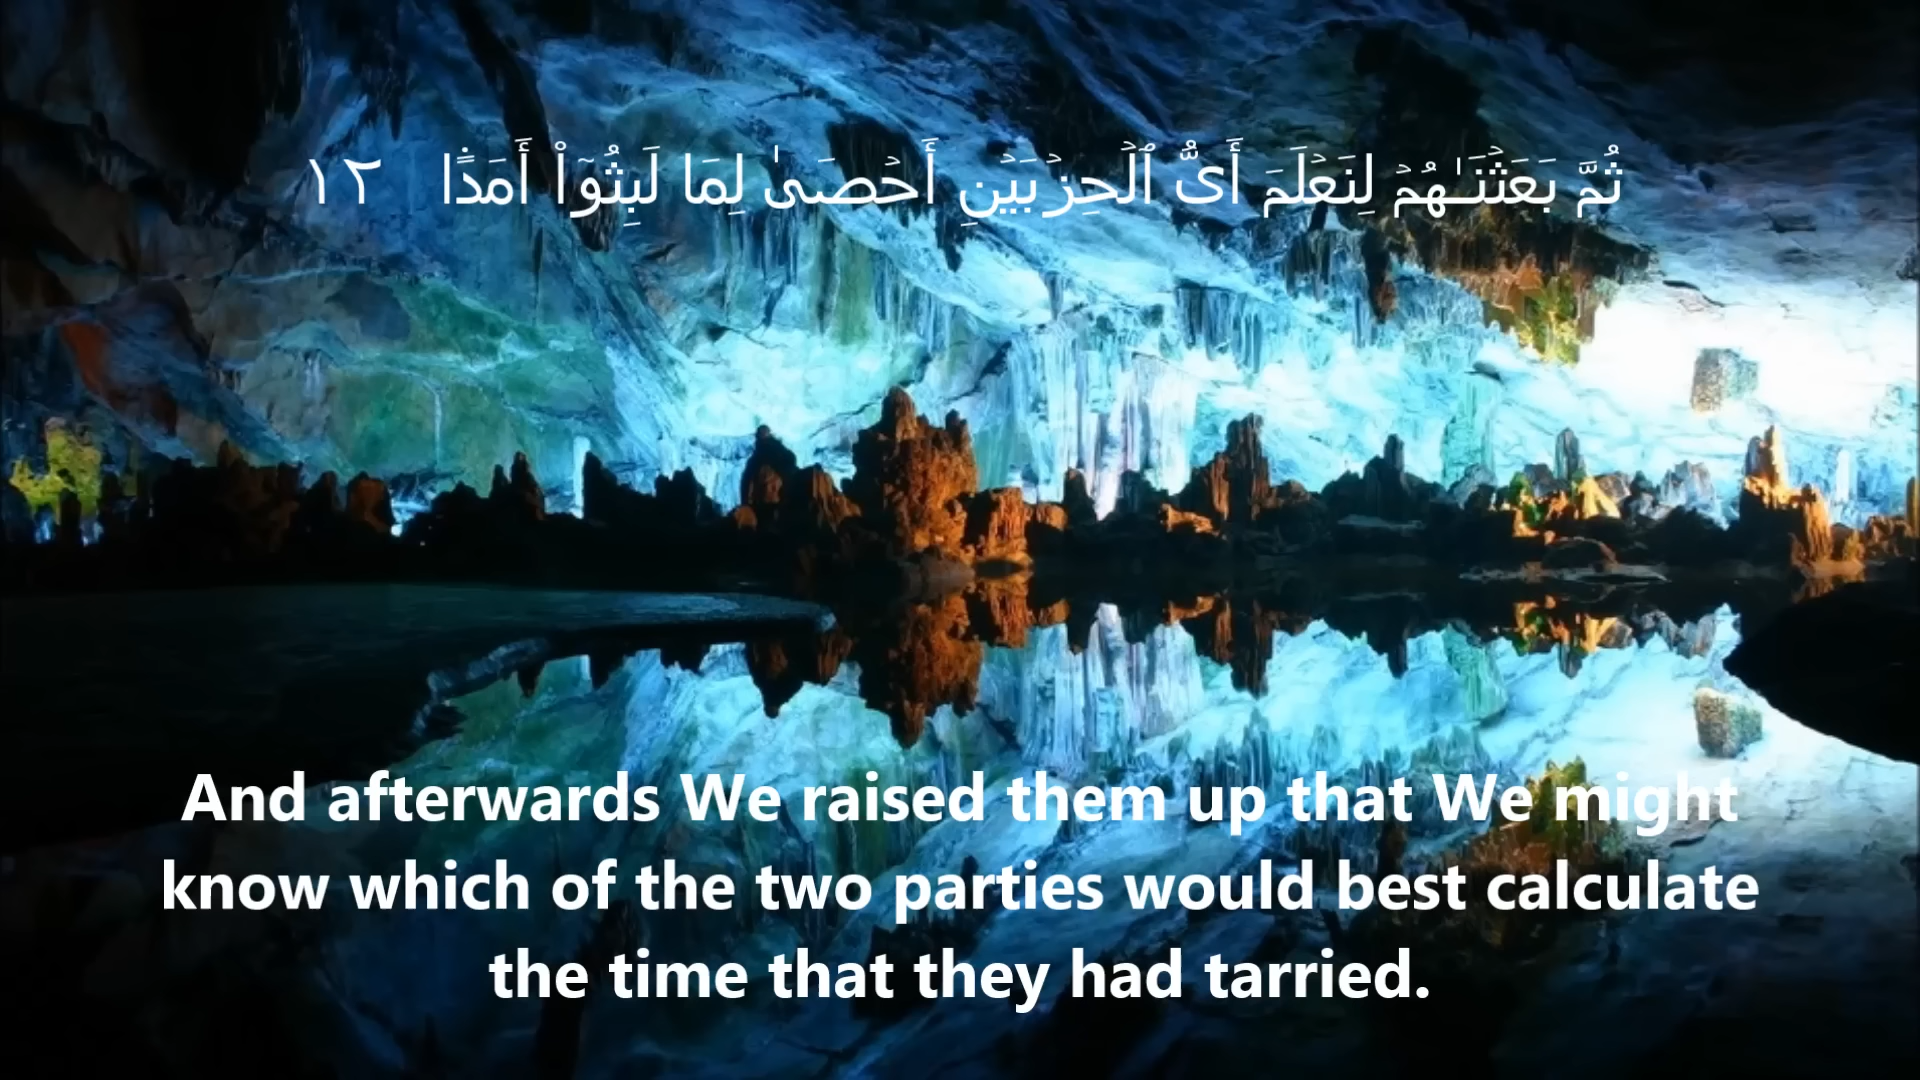 ثُمَّ بَعَثۡنَـٰهُمۡ لِنَعۡلَمَ أَىُّ ٱلۡحِزۡبَيۡنِ أَحۡصَىٰ لِمَا لَبِثُوٓاْ أَمَدًا ١٢
And afterwards We raised them up that We might
know which of the two parties would best calculate
the time that they had tarried.